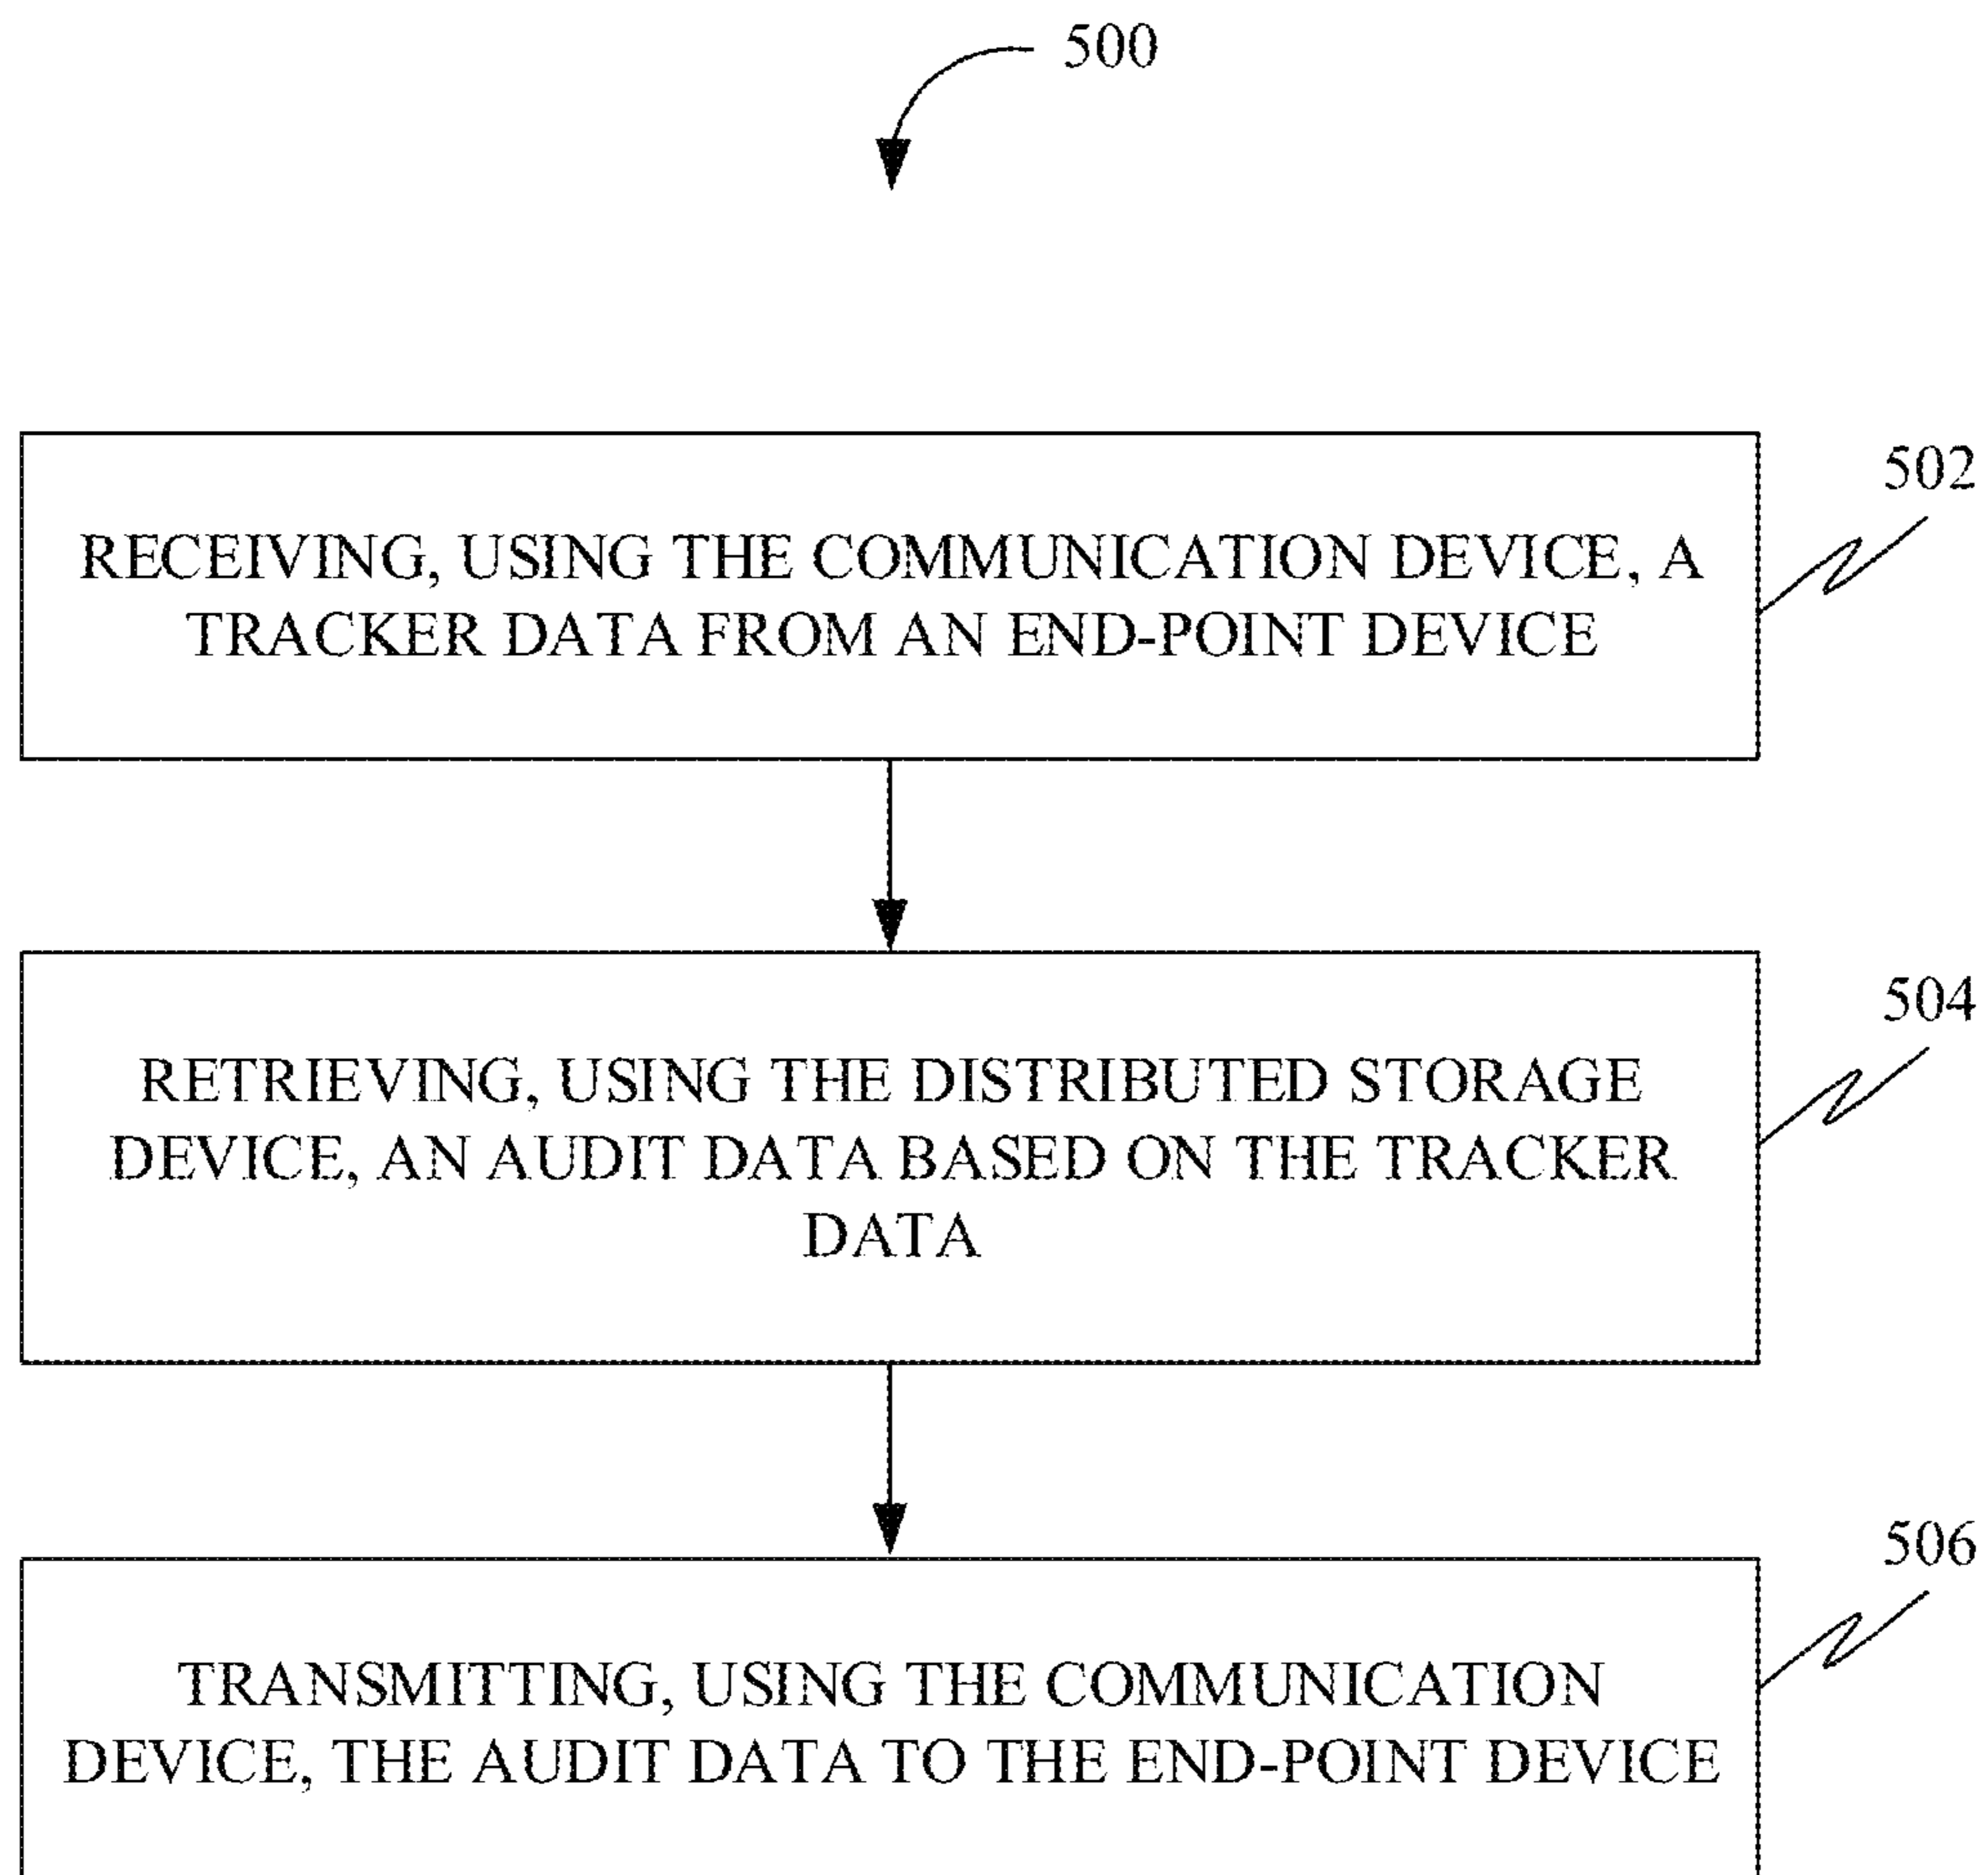 500
502
RECEIVING, USING THE COMMUNICATION DEVICE, A
TRACKER DATA FROM AN END-POINT DEVICE
504
RETRIEVING, USING THE DISTRIBUTED STORAGE
DEVICE, AN AUDIT DATA BASED ON THE TRACKER
DATA
506
TRANSMITTING, USING THE COMMUNICATION
DEVICE, THE AUDIT DATA TO THE END-POINT DEVICE